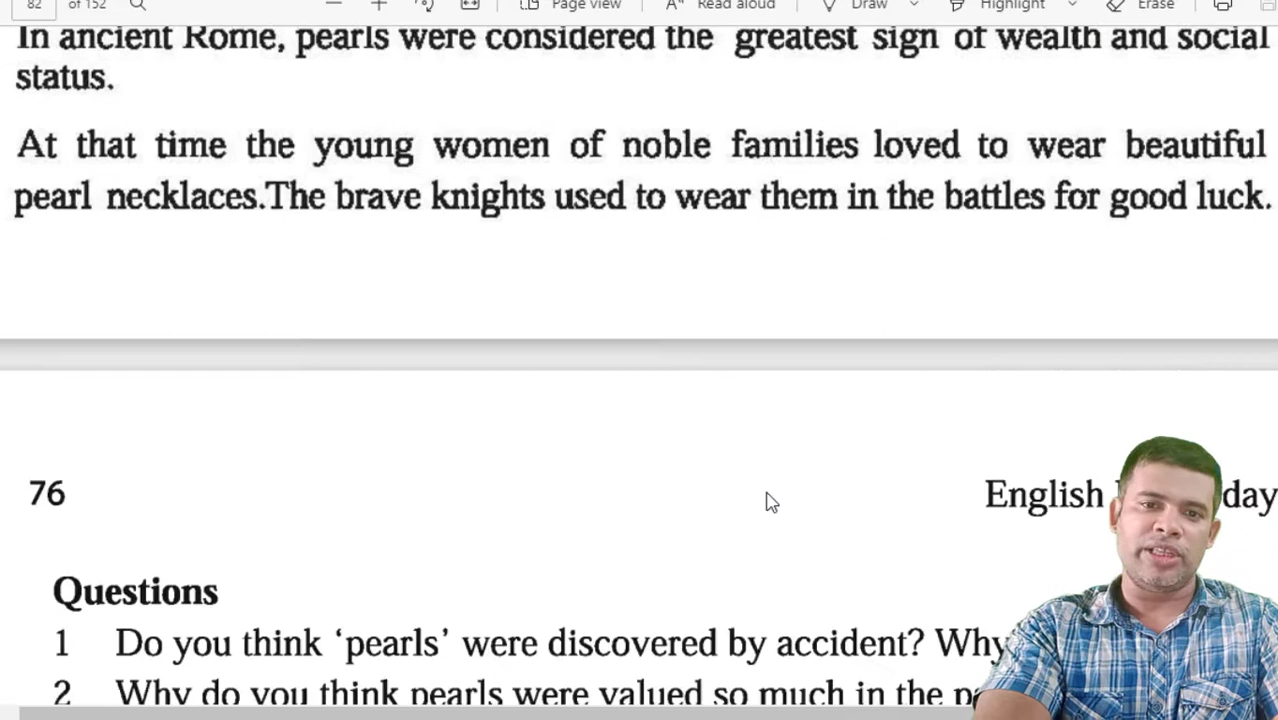 82 of 152 Page view Read aloud Draw Highlight Erase
In ancient Rome, pearls were considered the greatest sign of wealth and social
status.
At that time the young women of noble families loved to wear beautiful
pearl necklaces.The brave knights used to wear them in the battles for good luck.
76 English day
Questions
1 Do you think ‘pearls’ were discovered by accident? Why
2 Why do you think pearls were valued so much in the